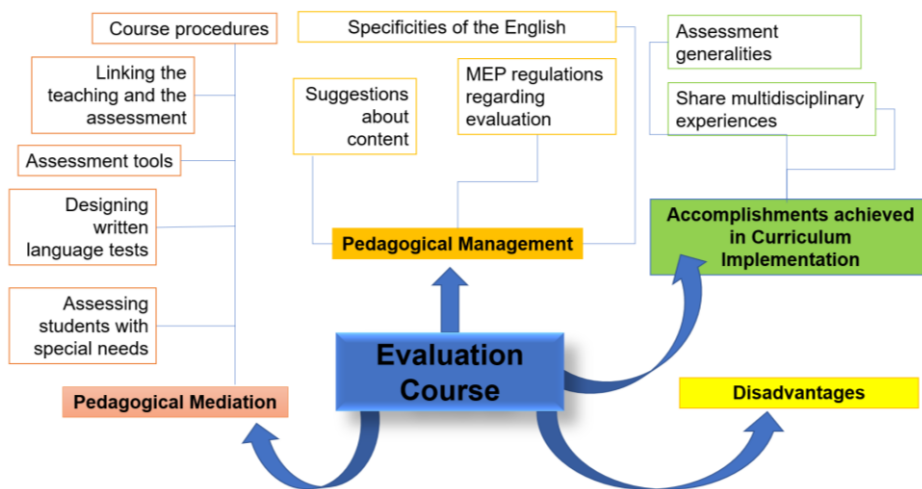 Course procedures
Linking the
teaching and the
assessment
Assessment tools
Designing
written
language tests
Assessing
students with
special needs
Pedagogical Mediation
Specificities of the English
Suggestions
about
content
MEP regulations
regarding
evaluation
Pedagogical Management
Assessment
generalities
Share multidisciplinary
experiences
Accomplishments achieved
in Curriculum
Implementation
Evaluation
Course
Disadvantages